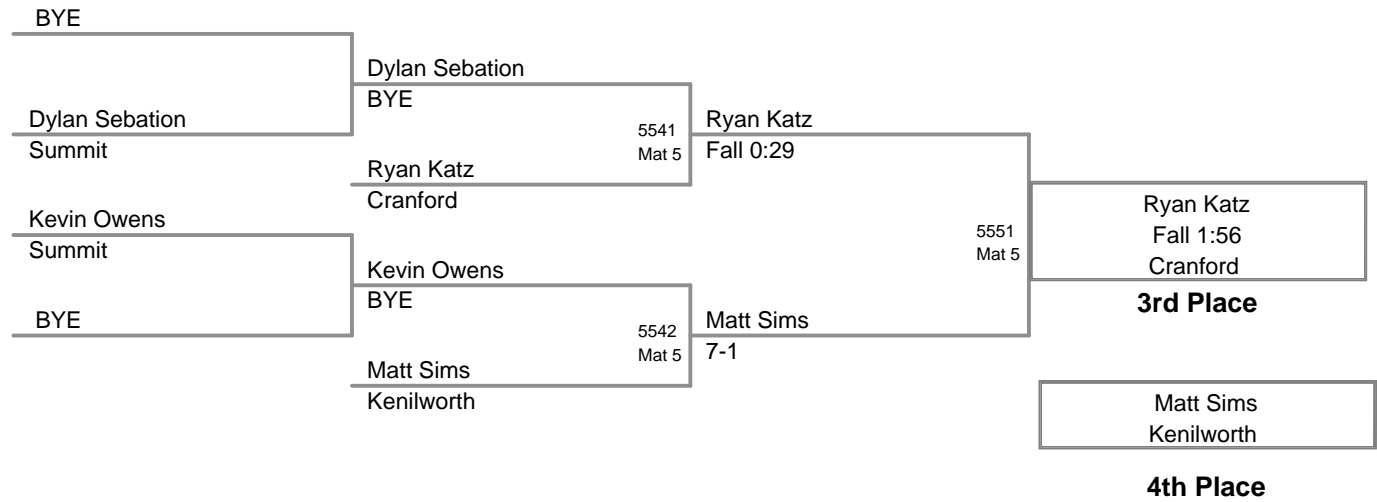 BYE
Dylan Sebation
BYE
Dylan Sebation
Summit
5541
Mat 5
Ryan Katz
Fall 0:29
Ryan Katz
Cranford
Kevin Owens
Summit
5551
Mat 5
Ryan Katz
Fall 1:56
Cranford
3rd Place
Kevin Owens
BYE
BYE
5542
Mat 5
Matt Sims
7-1
Matt Sims
Kenilworth
Matt Sims
Kenilworth
4th Place